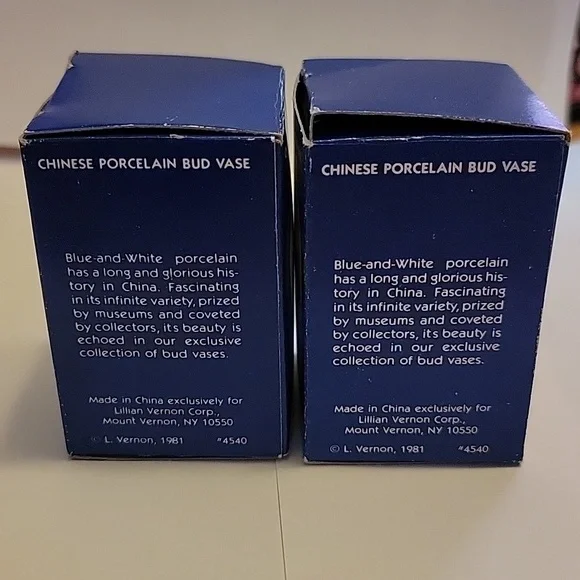 CHINESE PORCELAIN BUD VASE
Blue-and-White porcelain
has a long and glorious his-
tory in China. Fascinating
in its infinite variety, prized
by museums and coveted
by collectors, it's beauty is
echoed in our exclusive
collection of bud vases.
Made in China exclusively for
Lillian Vernon Corp.,
Mount Vernon, NY 10550
© L. Vernon, 1981 #4540
CHINESE PORCELAIN BUD VASE
Blue-and-White porcelain
has a long and glorious his-
tory in China. Fascinating
in its infinite variety, prized
by museums and coveted
by collectors, it's beauty is
echoed in our exclusive
collection of bud vases.
Made in China exclusively for
Lillian Vernon Corp.,
Mount Vernon, NY 10550
© L. Vernon, 1981 #4540